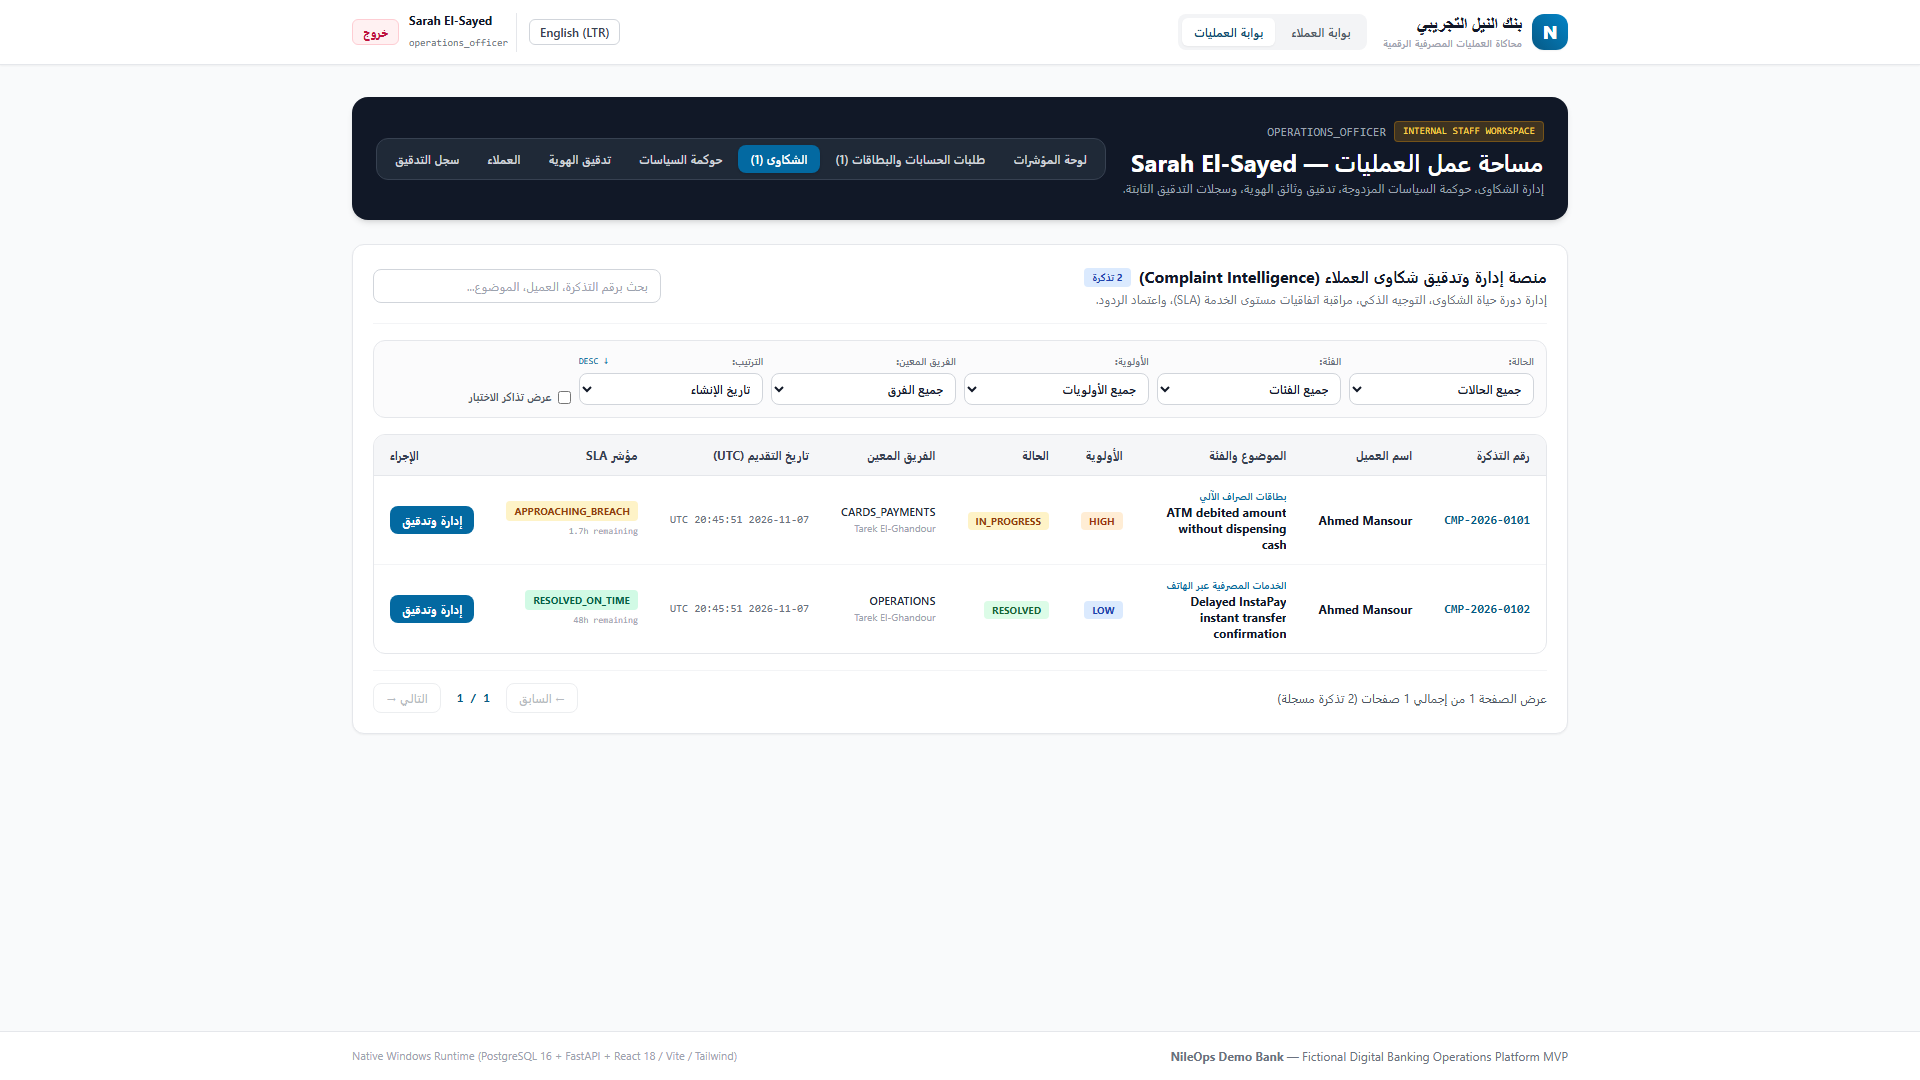 N
بنك النيل التجريبي
محاكاة العمليات المصرفية الرقمية
بوابة العملاء
بوابة العمليات
English (LTR)
Sarah El-Sayed
operations_officer
خروج
INTERNAL STAFF WORKSPACE
OPERATIONS_OFFICER
مساحة عمل العمليات — Sarah El-Sayed
إدارة الشكاوى، حوكمة السياسات المزدوجة، تدقيق وثائق الهوية، وسجلات التدقيق الثابتة.
لوحة المؤشرات
طلبات الحسابات والبطاقات (1)
الشكاوى (1)
حوكمة السياسات
تدقيق الهوية
العملاء
سجل التدقيق
منصة إدارة وتدقيق شكاوى العملاء (Complaint Intelligence)
2 تذكرة
إدارة دورة حياة الشكاوى، التوجيه الذكي، مراقبة اتفاقيات مستوى الخدمة (SLA)، واعتماد الردود.
بحث برقم التذكرة، العميل، الموضوع...
الحالة:
جميع الحالات
الفئة:
جميع الفئات
الأولوية:
جميع الأولويات
الفريق المعين:
جميع الفرق
الترتيب:
DESC ↓
تاريخ الإنشاء
عرض تذاكر الاختبار
رقم التذكرة
اسم العميل
الموضوع والفئة
الأولوية
الحالة
الفريق المعين
تاريخ التقديم (UTC)
مؤشر SLA
الإجراء
CMP-2026-0101
Ahmed Mansour
بطاقات الصراف الآلي
ATM debited amount
without dispensing
cash
HIGH
IN_PROGRESS
CARDS_PAYMENTS
Tarek El-Ghandour
UTC 20:45:51 2026-11-07
APPROACHING_BREACH
1.7h remaining
إدارة وتدقيق
CMP-2026-0102
Ahmed Mansour
الخدمات المصرفية عبر الهاتف
Delayed InstaPay
instant transfer
confirmation
LOW
RESOLVED
OPERATIONS
Tarek El-Ghandour
UTC 20:45:51 2026-11-07
RESOLVED_ON_TIME
48h remaining
إدارة وتدقيق
عرض الصفحة 1 من إجمالي 1 صفحات (2 تذكرة مسجلة)
← السابق
1 / 1
التالي →
NileOps Demo Bank — Fictional Digital Banking Operations Platform MVP
Native Windows Runtime (PostgreSQL 16 + FastAPI + React 18 / Vite / Tailwind)